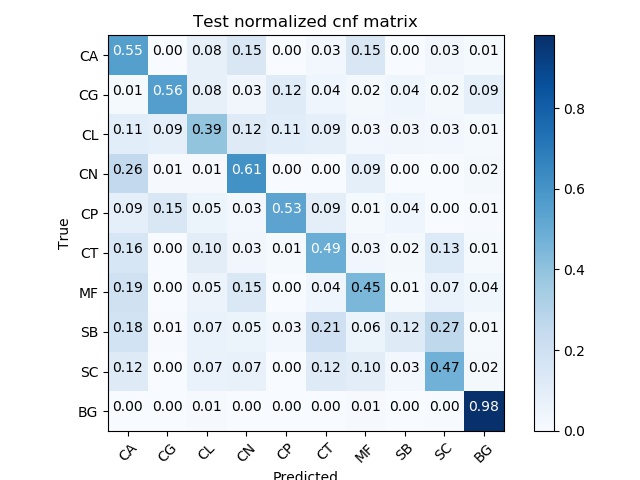 Test normalized cnf matrix
CA 0.55 0.00 0.08 0.15 0.00 0.03 0.15 0.00 0.03 0.01
CG 0.01 0.56 0.08 0.03 0.12 0.04 0.02 0.04 0.02 0.09
CL 0.11 0.09 0.39 0.12 0.11 0.09 0.03 0.03 0.03 0.01
CN 0.26 0.01 0.01 0.61 0.00 0.00 0.09 0.00 0.00 0.02
CP 0.09 0.15 0.05 0.03 0.53 0.09 0.01 0.04 0.00 0.01
CT 0.16 0.00 0.10 0.03 0.01 0.49 0.03 0.02 0.13 0.01
MF 0.19 0.00 0.05 0.15 0.00 0.04 0.45 0.01 0.07 0.04
SB 0.18 0.01 0.07 0.05 0.03 0.21 0.06 0.12 0.27 0.01
SC 0.12 0.00 0.07 0.07 0.00 0.12 0.10 0.03 0.47 0.02
BG 0.00 0.00 0.01 0.00 0.00 0.00 0.01 0.00 0.00 0.98
CA CG CL CN CP CT MF SB SC BG
Predicted
True
0.8
0.6
0.4
0.2
0.0